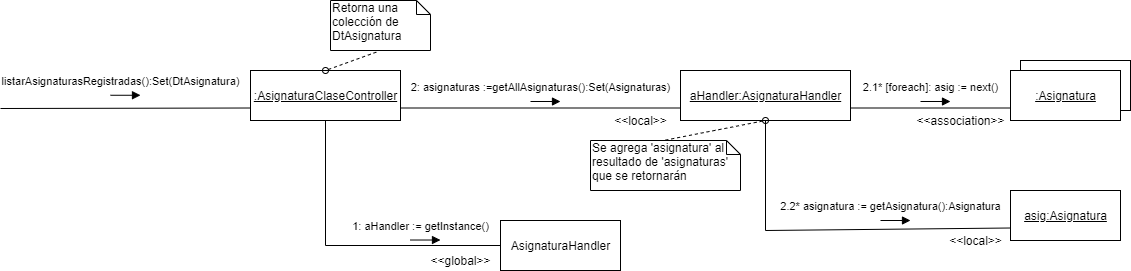 Retorna una
colección de
DtAsignatura
listarAsignaturasRegistradas():Set(DtAsignatura)
:AsignaturaClaseController
2: asignaturas :=getAllAsignaturas():Set(Asignaturas)
<<local>>
aHandler:AsignaturaHandler
2.1* [foreach]: asig := next()
<<association>>
:Asignatura
Se agrega 'asignatura' al
resultado de 'asignaturas'
que se retornarán
2.2* asignatura := getAsignatura():Asignatura
<<local>>
asig:Asignatura
1: aHandler := getInstance()
<<global>>
AsignaturaHandler